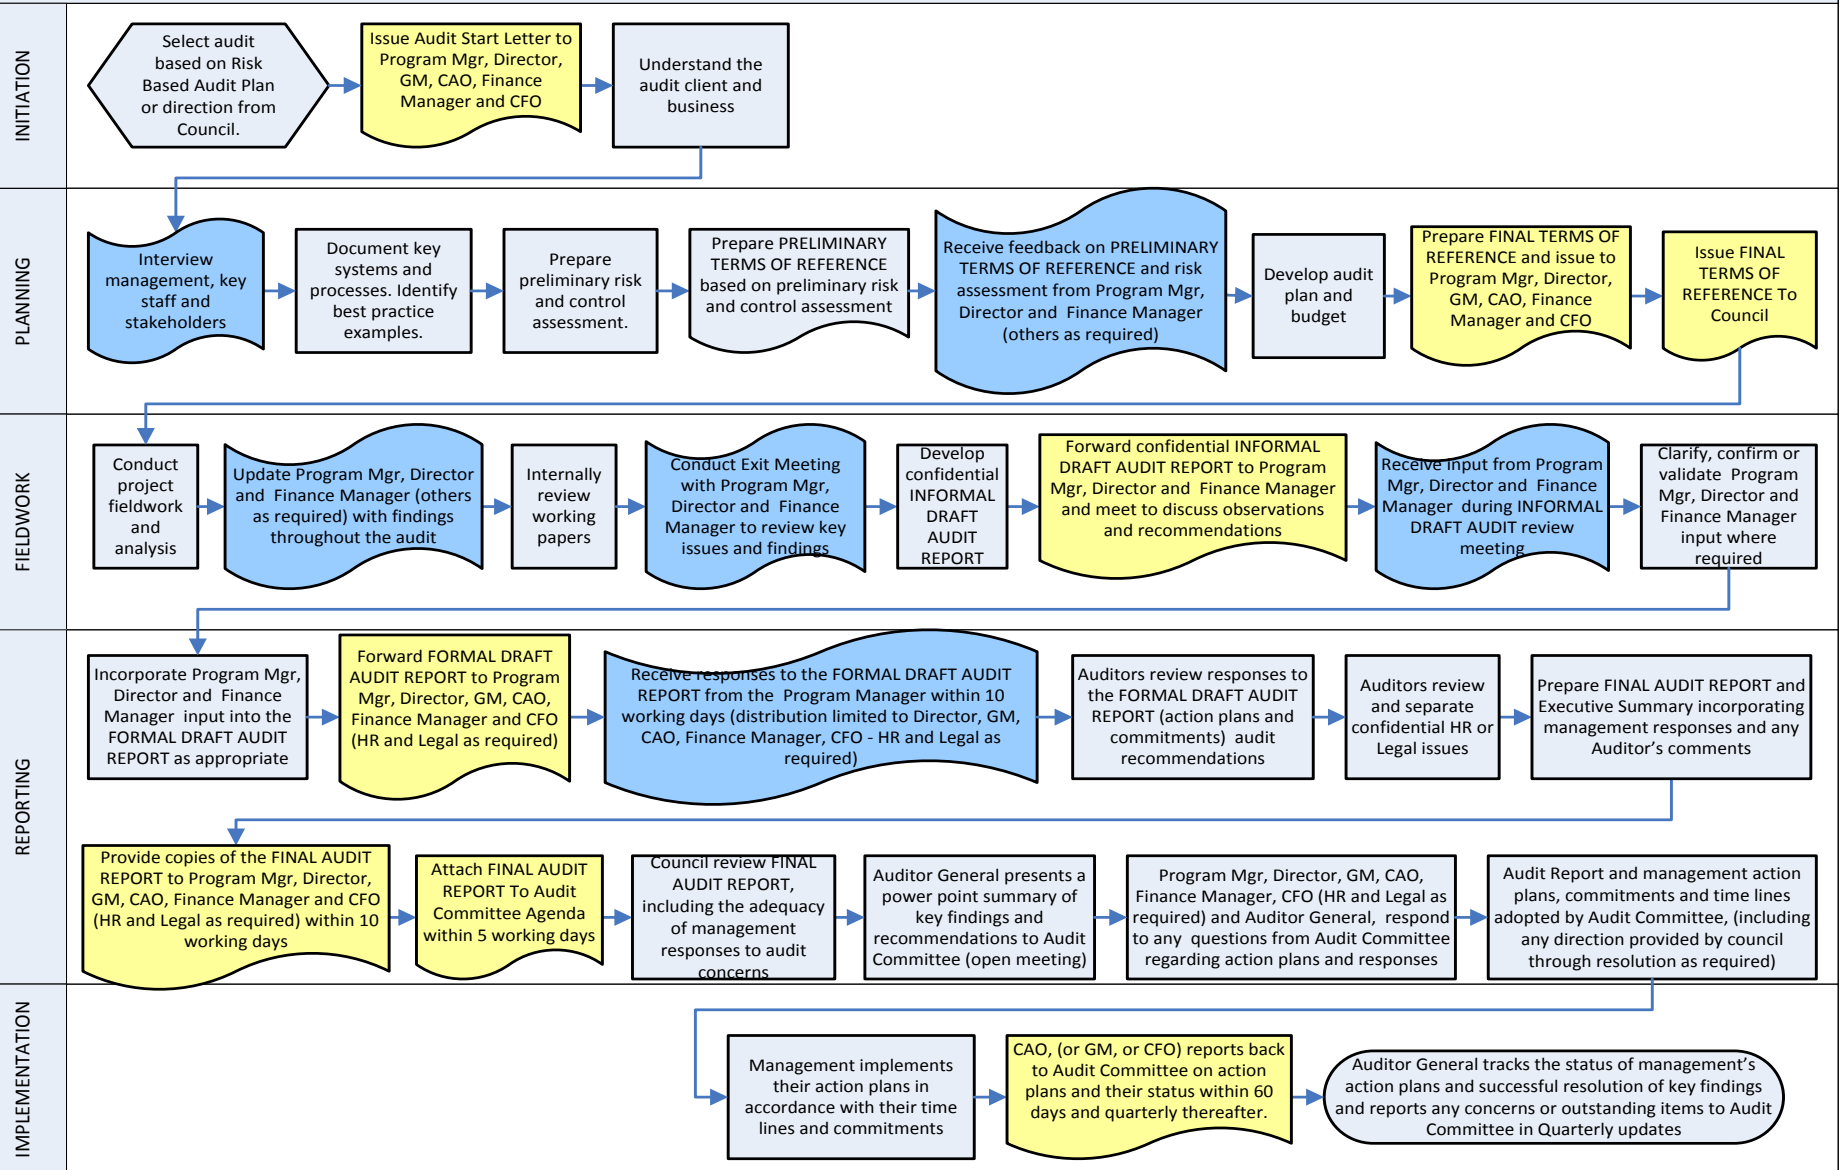 INITIATION
Select audit
based on Risk
Based Audit Plan
or direction from
Council.
Issue Audit Start Letter to
Program Mgr, Director,
GM, CAO, Finance
Manager and CFO
Understand the
audit client and
business
PLANNING
Interview
management, key
staff and
stakeholders
Document key
systems and
processes. Identify
best practice
examples.
Prepare
preliminary risk
and control
assessment.
Prepare PRELIMINARY
TERMS OF REFERENCE
based on preliminary risk
and control assessment
Receive feedback on PRELIMINARY
TERMS OF REFERENCE and risk
assessment from Program Mgr,
Director and Finance Manager
(others as required)
Develop audit
plan and
budget
Prepare FINAL TERMS OF
REFERENCE and issue to
Program Mgr, Director,
GM, CAO, Finance
Manager and CFO
Issue FINAL
TERMS OF
REFERENCE To
Council
FIELDWORK
Conduct
project
fieldwork
and
analysis
Update Program Mgr, Director
and Finance Manager (others
as required) with findings
throughout the audit
Internally
review
working
papers
Conduct Exit Meeting
with Program Mgr,
Director and Finance
Manager to review key
issues and findings
Develop
confidential
INFORMAL
DRAFT
AUDIT
REPORT
Forward confidential INFORMAL
DRAFT AUDIT REPORT to Program
Mgr, Director and Finance Manager
and meet to discuss observations
and recommendations
Receive input from Program
Mgr, Director and Finance
Manager during INFORMAL
DRAFT AUDIT review
meeting
Clarify, confirm or
validate Program
Mgr, Director and
Finance Manager
input where
required
REPORTING
Incorporate Program Mgr,
Director and Finance
Manager input into the
FORMAL DRAFT AUDIT
REPORT as appropriate
Forward FORMAL DRAFT
AUDIT REPORT to Program
Mgr, Director, GM, CAO,
Finance Manager and CFO
(HR and Legal as required)
Receive responses to the FORMAL DRAFT AUDIT
REPORT from the Program Manager within 10
working days (distribution limited to Director, GM,
CAO, Finance Manager, CFO - HR and Legal as
required)
Auditors review responses to
the FORMAL DRAFT AUDIT
REPORT (action plans and
commitments) audit
recommendations
Auditors review
and separate
confidential HR or
Legal issues
Prepare FINAL AUDIT REPORT and
Executive Summary incorporating
management responses and any
Auditor's comments
Provide copies of the FINAL AUDIT
REPORT to Program Mgr, Director,
GM, CAO, Finance Manager and CFO
(HR and Legal as required) within 10
working days
Attach FINAL AUDIT
REPORT To Audit
Committee Agenda
within 5 working days
Council review FINAL
AUDIT REPORT,
including the adequacy
of management
responses to audit
concerns
Auditor General presents a
power point summary of
key findings and
recommendations to Audit
Committee (open meeting)
Program Mgr, Director, GM, CAO,
Finance Manager, CFO (HR and Legal as
required) and Auditor General, respond
to any questions from Audit Committee
regarding action plans and responses
Audit Report and management action
plans, commitments and time lines
adopted by Audit Committee, (including
any direction provided by council
through resolution as required)
IMPLEMENTATION
Management implements
their action plans in
accordance with their time
lines and commitments
CAO, (or GM, or CFO) reports back
to Audit Committee on action
plans and their status within 60
days and quarterly thereafter.
Auditor General tracks the status of management's
action plans and successful resolution of key findings
and reports any concerns or outstanding items to Audit
Committee in Quarterly updates